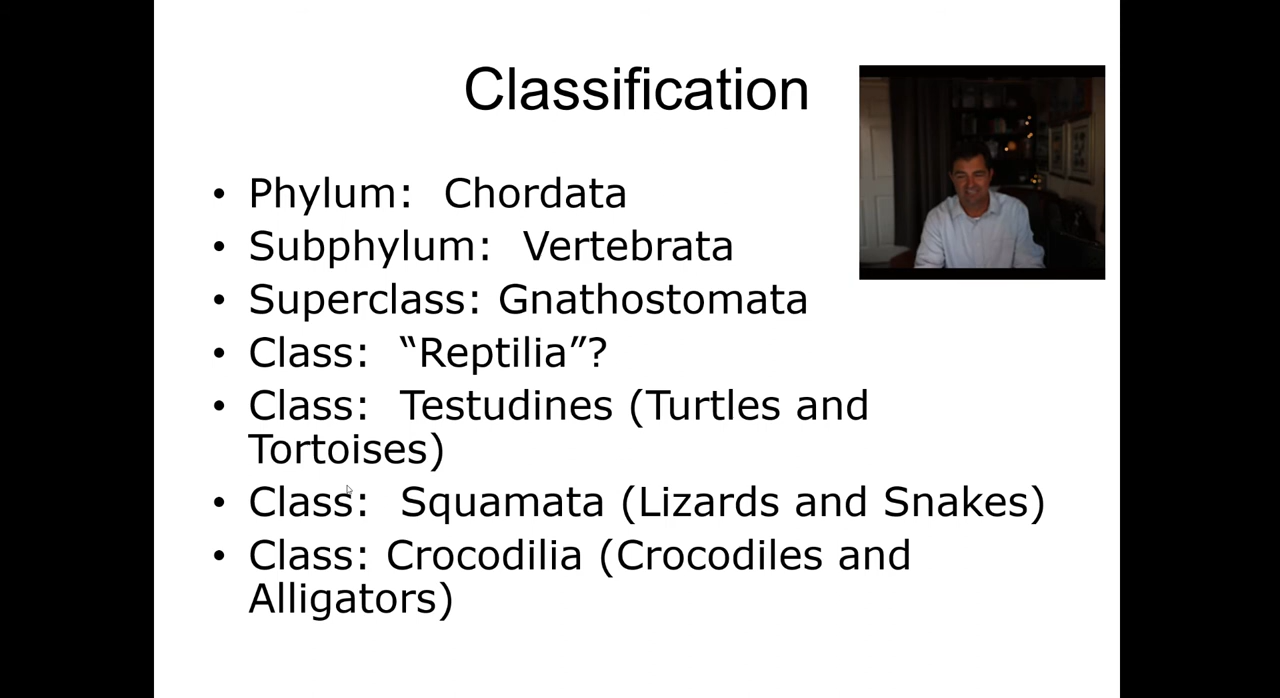 Classification
• Phylum:  Chordata
• Subphylum:  Vertebrata
• Superclass: Gnathostomata
• Class:  “Reptilia”?
• Class:  Testudines (Turtles and
Tortoises)
• Class:  Squamata (Lizards and Snakes)
• Class: Crocodilia (Crocodiles and
Alligators)